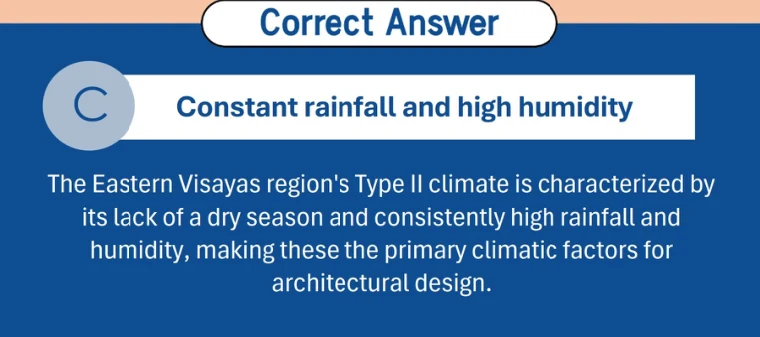 Correct Answer
C
Constant rainfall and high humidity
The Eastern Visayas region's Type II climate is characterized by
its lack of a dry season and consistently high rainfall and
humidity, making these the primary climatic factors for
architectural design.